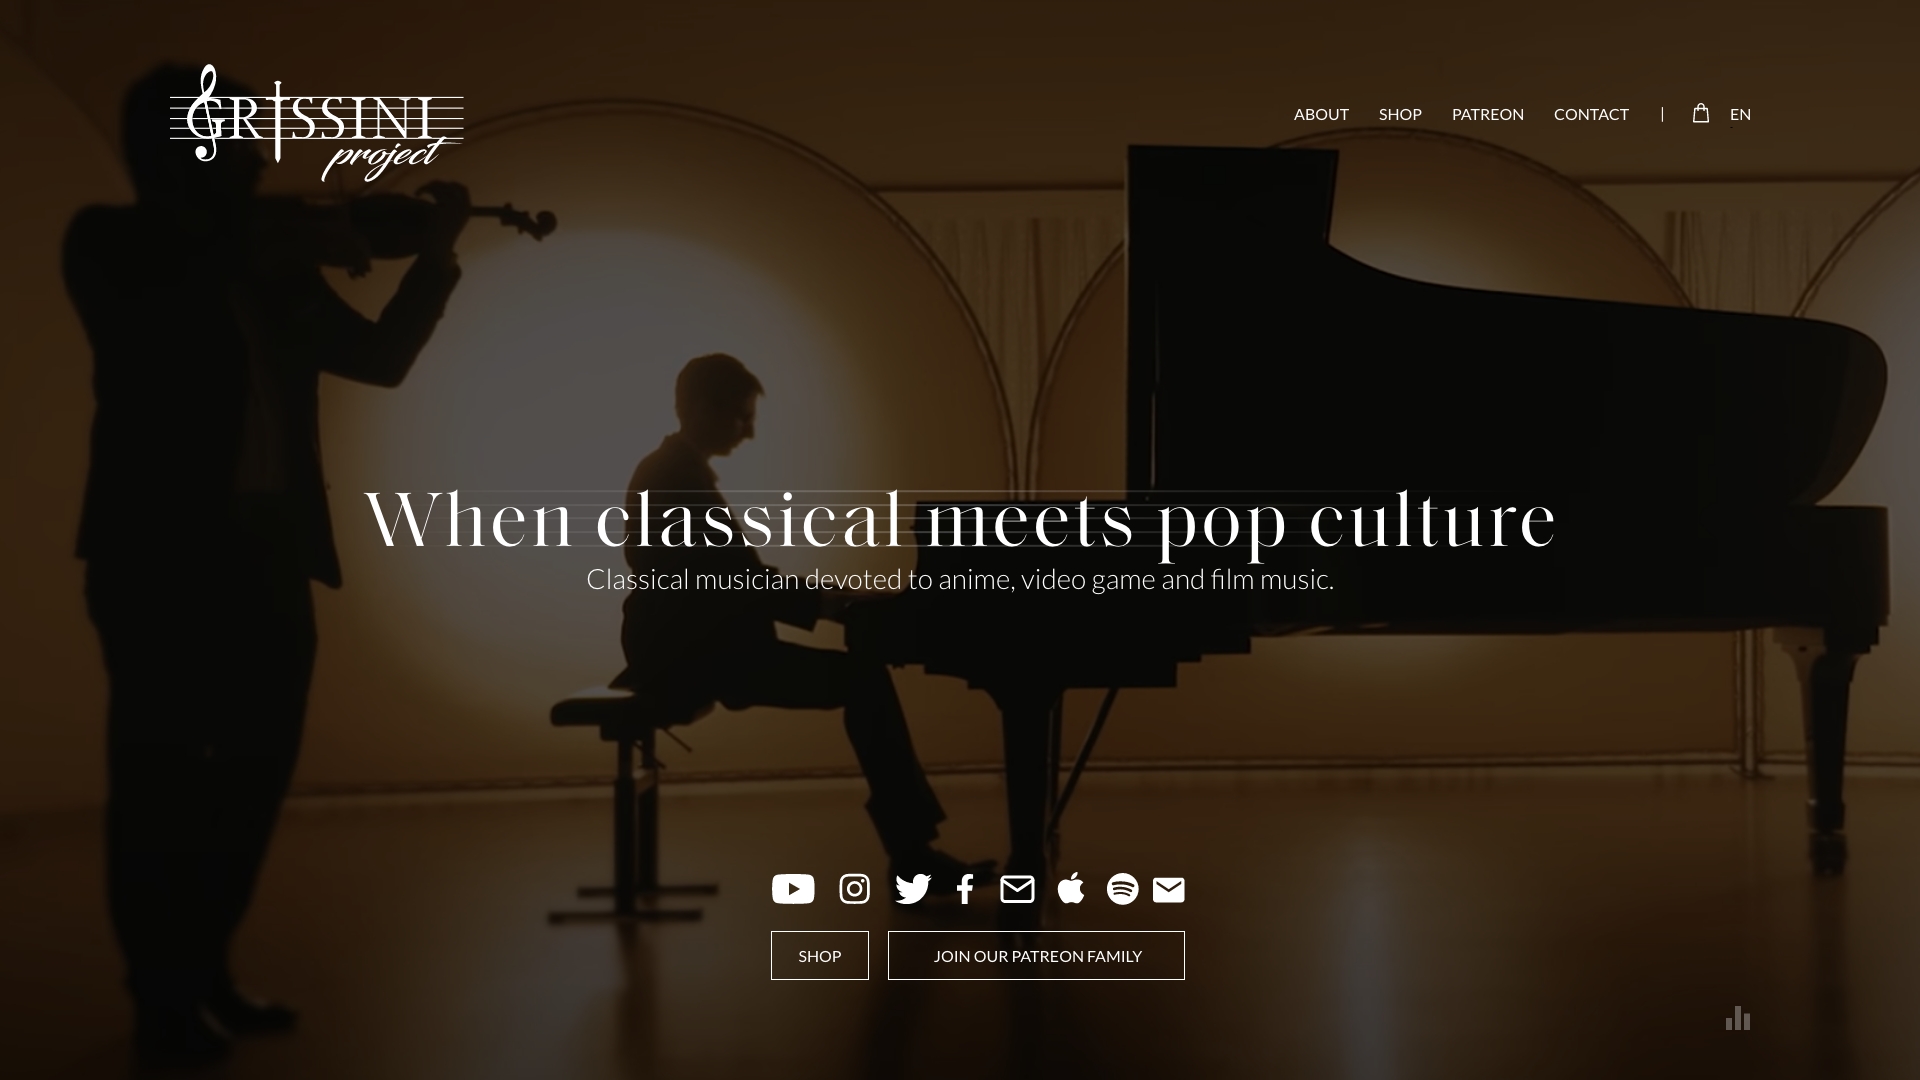 GRISSINI
project
ABOUT SHOP PATREON CONTACT | EN
When classical meets pop culture
Classical musician devoted to anime, video game and film music.
SHOP JOIN OUR PATREON FAMILY